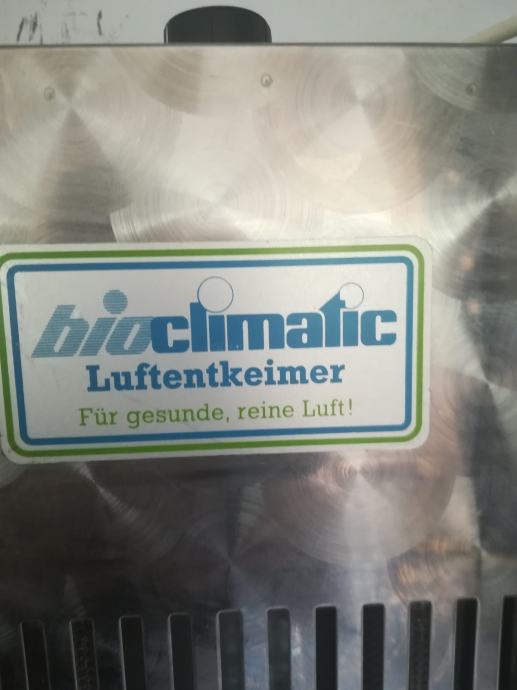 bioclimatic
Luftentkeimer
Für gesunde, reine Luft!